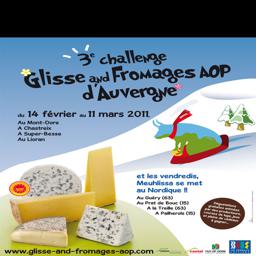 3e challenge
Glisse and Fromages AOP
d'Auvergne
du 14 février au 11 mars 2011.
Au Mont-Dore
A Chastreix
A Super-Besse
Au Lioran
et les vendredis,
Meuhlissa se met
au Nordique !!
Au Guéry (63)
Au Prat de Bouc (15)
A la Treille (63)
A Pailherols (15)
www.glisse-and-fromages-aop.com